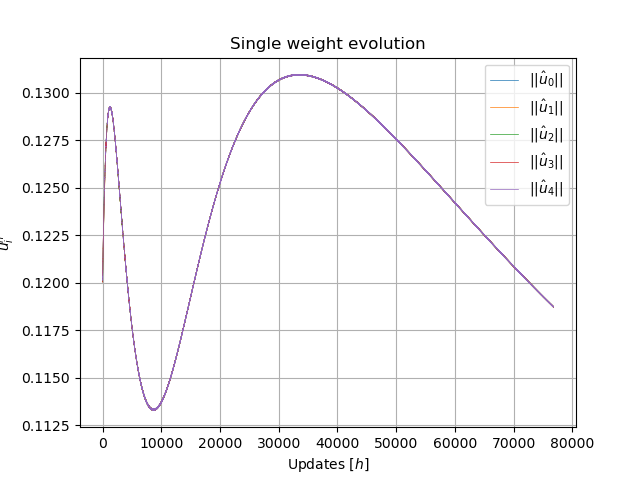 Single weight evolution
0.1300
0.1275
0.1250
0.1225
0.1200
0.1175
0.1150
0.1125
||û₀||
||û₁||
||û₂||
||û₃||
||û₄||
0 10000 20000 30000 40000 50000 60000 70000 80000
Updates [h]